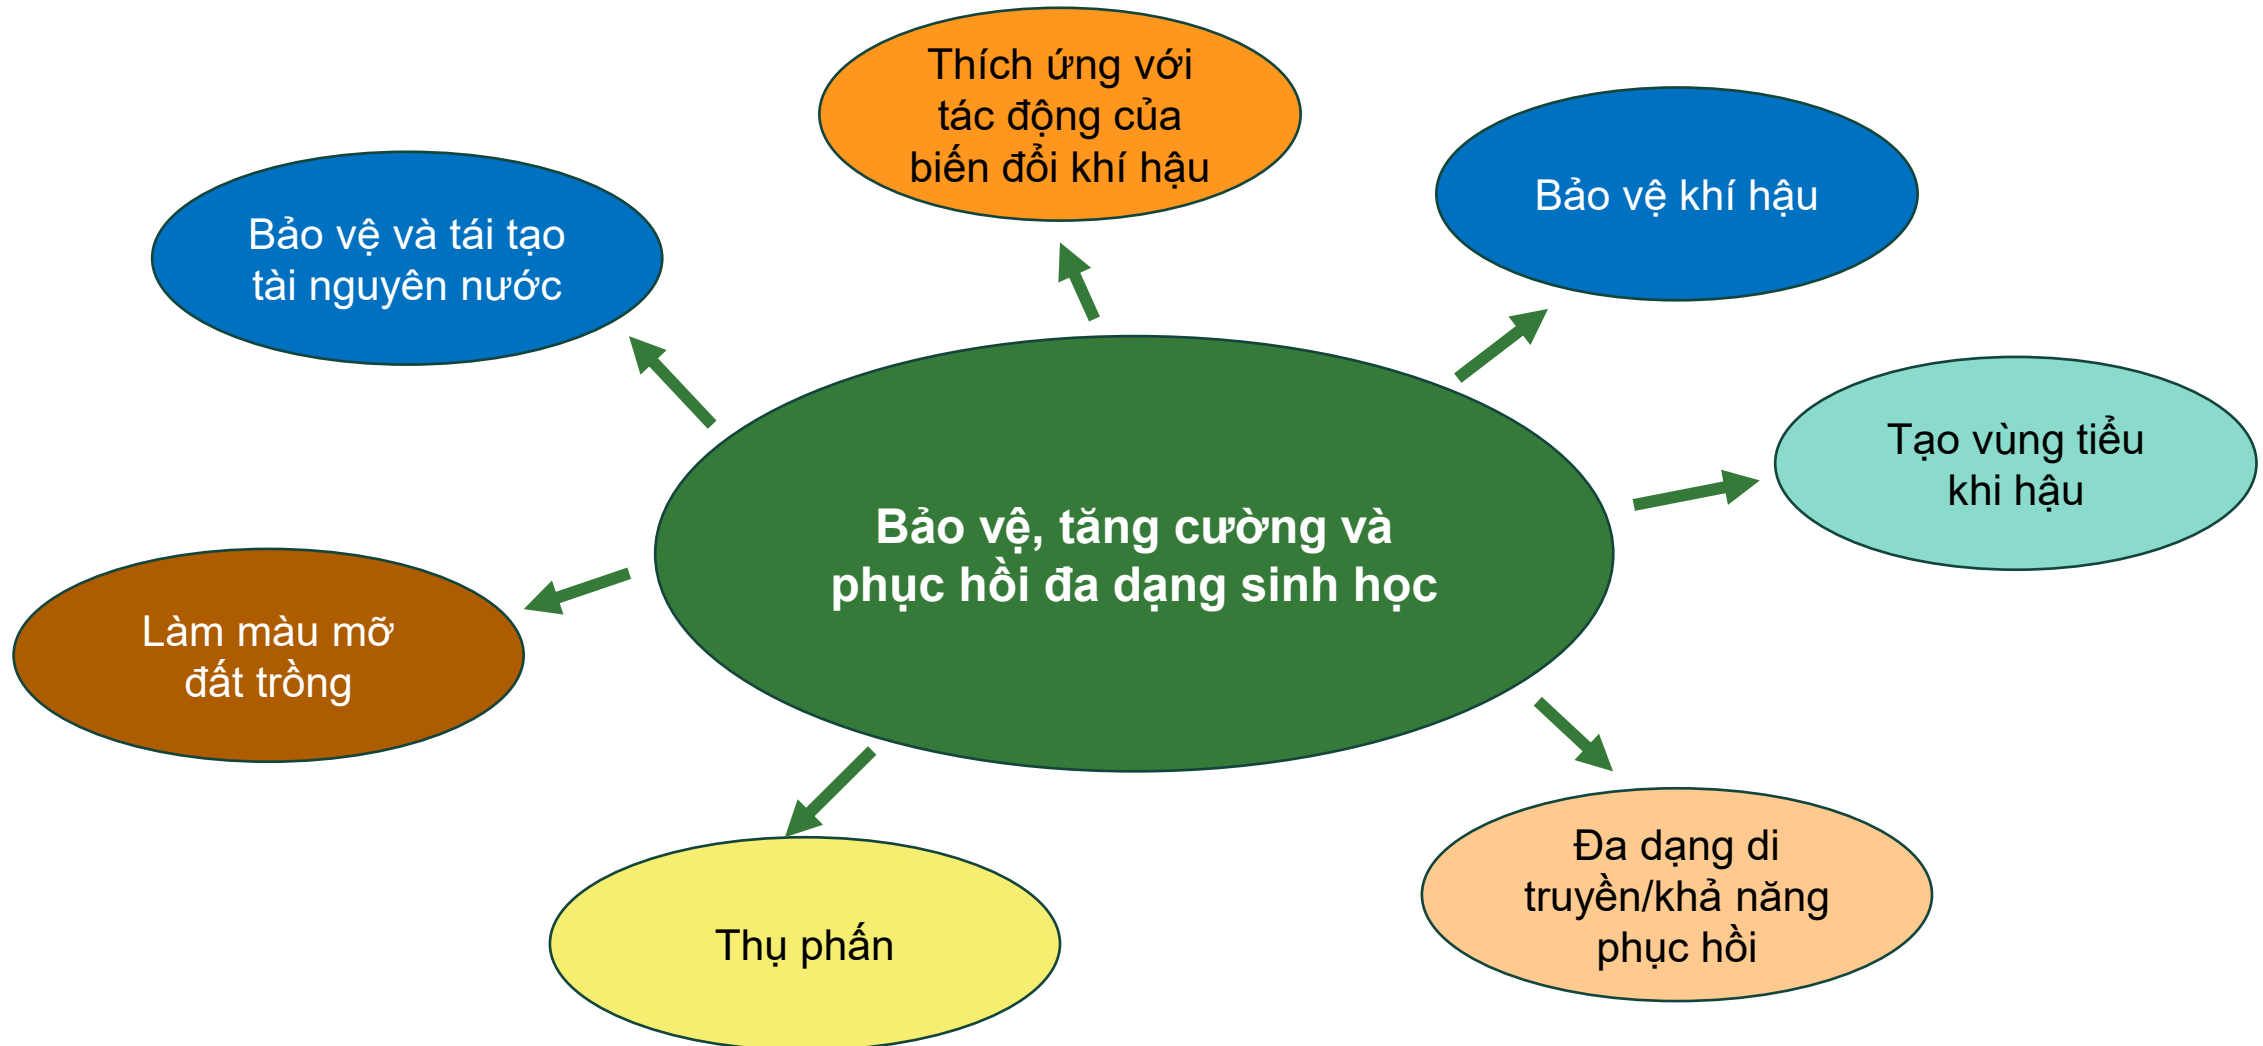 Thích ứng với
tác động của
biến đổi khí hậu
Bảo vệ khí hậu
Bảo vệ và tái tạo
tài nguyên nước
Tạo vùng tiểu
khi hậu
Bảo vệ, tăng cường và
phục hồi đa dạng sinh học
Làm màu mỡ
đất trồng
Đa dạng di
truyền/khả năng
phục hồi
Thụ phấn